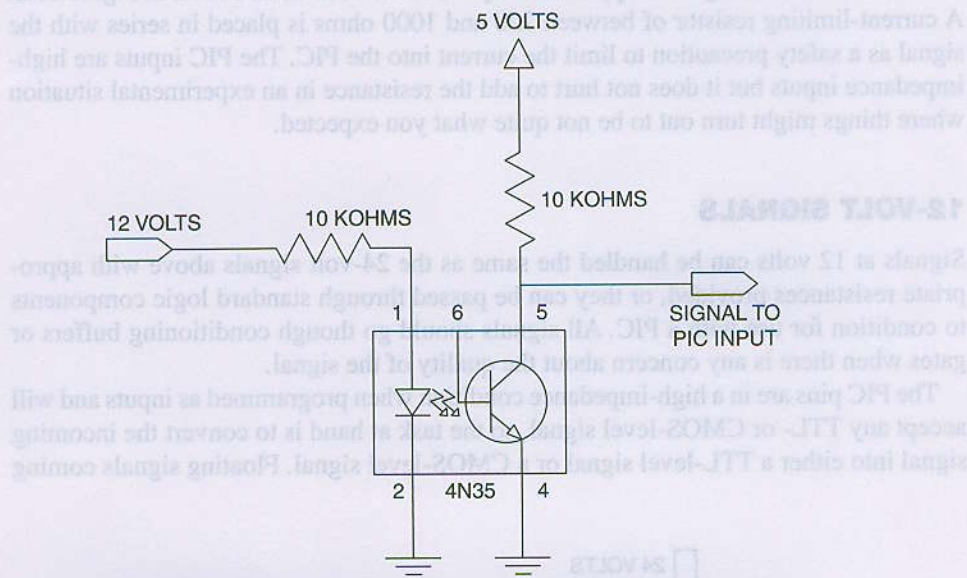 5 VOLTS
A current-limiting resistor of between and 1000 ohms is placed in series with the
signal as a safety precaution to limit the current into the PIC. The PIC inputs are high-
impedance inputs but it does not hurt to add the resistance in an experimental situation
where things might turn out to be not quite what you expected.
10 KOHMS
12-VOLT SIGNALS
12 VOLTS
10 KOHMS
Signals at 12 volts can be handled the same as the 24-volt signals above with appro-
priate resistances provided, or they can be passed through standard logic components
SIGNAL TO
PIC INPUT
1 6 5
to condition for a PIC. All signals should go though conditioning buffers or
gates when there is any concern about the quality of the signal.
The PIC pins are in a high-impedance condition when programmed as inputs and will
accept any TTL- or CMOS-level signal so the task at hand is to convert the incoming
signal into either a TTL-level signal or a CMOS-level signal. Floating signals coming
2 4N35 4
24 VOLTS